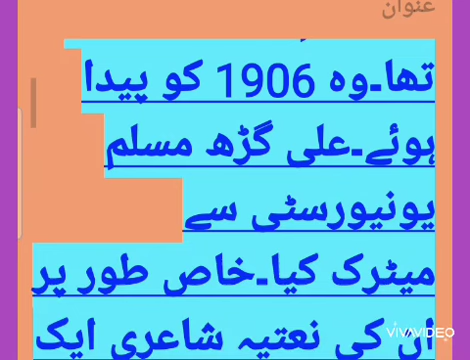 عنوان
تھا۔وہ 1906 کو پیدا
ہوئے۔علی گڑھ مسلم
یونیورسٹی سے
میٹرک کیا۔خاص طور پر
ان کی نعتیہ شاعری ایک
VIVAVIDEO